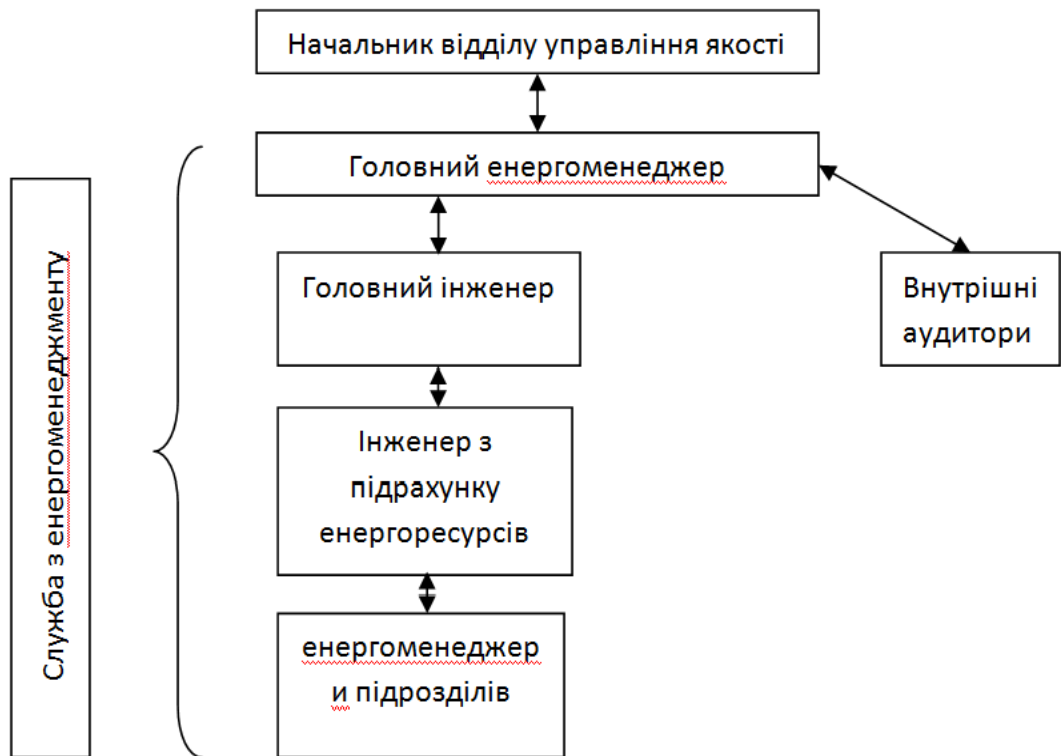 Начальник відділу управління якості
Головний енергоменеджер
Служба з енергоменеджменту
Головний інженер
Внутрішні
аудитори
Інженер з
підрахунку
енергоресурсів
енергоменеджер
и підрозділів